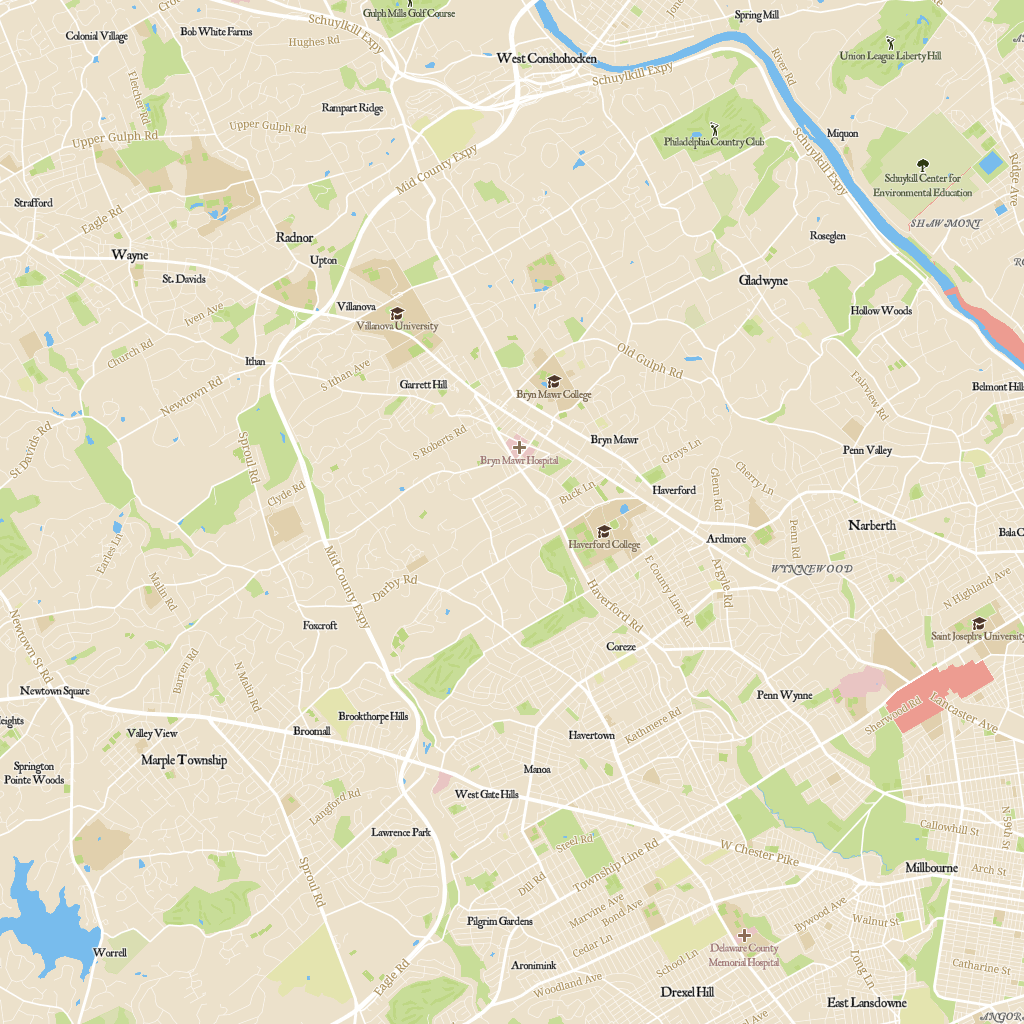 Gulph Mills Golf Course
Spring Mill
Schuylkill Expy
Bob White Farms
Colonial Village
Hughes Rd
Union League Liberty Hill
West Conshohocken
River Rd
Schuylkill Expy
Fletcher Rd
Rampart Ridge
Upper Gulph Rd
Upper Gulph Rd
Miquon
Philadelphia Country Club
Schuylkill Expy
Mid County Expy
Ridge Ave
Schuykill Center for
Environmental Education
Strafford
Eagle Rd
SHAWMONT
Radnor
Roseglen
Wayne
Upton
St. Davids
Gladwyne
Villanova
Iven Ave
Hollow Woods
Villanova University
Church Rd
Ithan
Old Gulph Rd
S Ithan Ave
Garrett Hill
Bryn Mawr College
Belmont Hills
Newtown Rd
Fairview Rd
St Davids Rd
S Roberts Rd
Bryn Mawr
Grays Ln
Penn Valley
Sproul Rd
Bryn Mawr Hospital
Cherry Ln
Glenn Rd
Clyde Rd
Buck Ln
Haverford
Narberth
Earles Ln
Haverford College
Ardmore
Penn Rd
Bala C
WYNNEWOOD
Mid County Expy
Malin Rd
Darby Rd
E County Line Rd
Argyle Rd
N Highland Ave
Haverford Rd
Foxcroft
Newtown St Rd
Saint Joseph's University
Coreze
Barren Rd
N Malin Rd
Newtown Square
Penn Wynne
Sherwood Rd
Lancaster Ave
Brookthorpe Hills
Heights
Valley View
Broomall
Havertown
Kathmere Rd
Marple Township
Springton
Pointe Woods
Manoa
West Gate Hills
Langford Rd
N 59th St
Lawrence Park
Callowhill St
Steel Rd
W Chester Pike
Township Line Rd
Millbourne
Arch St
Sproul Rd
Dill Rd
Marvine Ave
Bond Ave
Bywood Ave
Walnut St
Pilgrim Gardens
Cedar Ln
Delaware County
Memorial Hospital
Worrell
Aronimink
School Ln
Long Ln
Catharine St
Eagle Rd
Woodland Ave
Drexel Hill
East Lansdowne
ANGOR